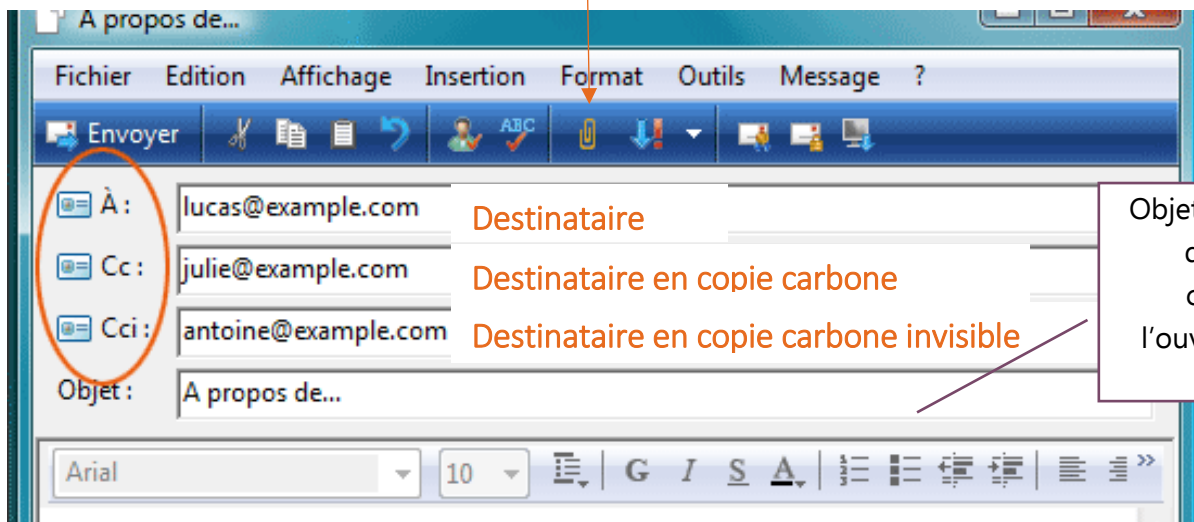 A propos de...
Fichier Edition Affichage Insertion Format Outils Message ?
Envoyer ABC
À : lucas@example.com Destinataire
Cc : julie@example.com Destinataire en copie carbone
Cci : antoine@example.com Destinataire en copie carbone invisible
Objet : A propos de...
Arial 10 G I S A